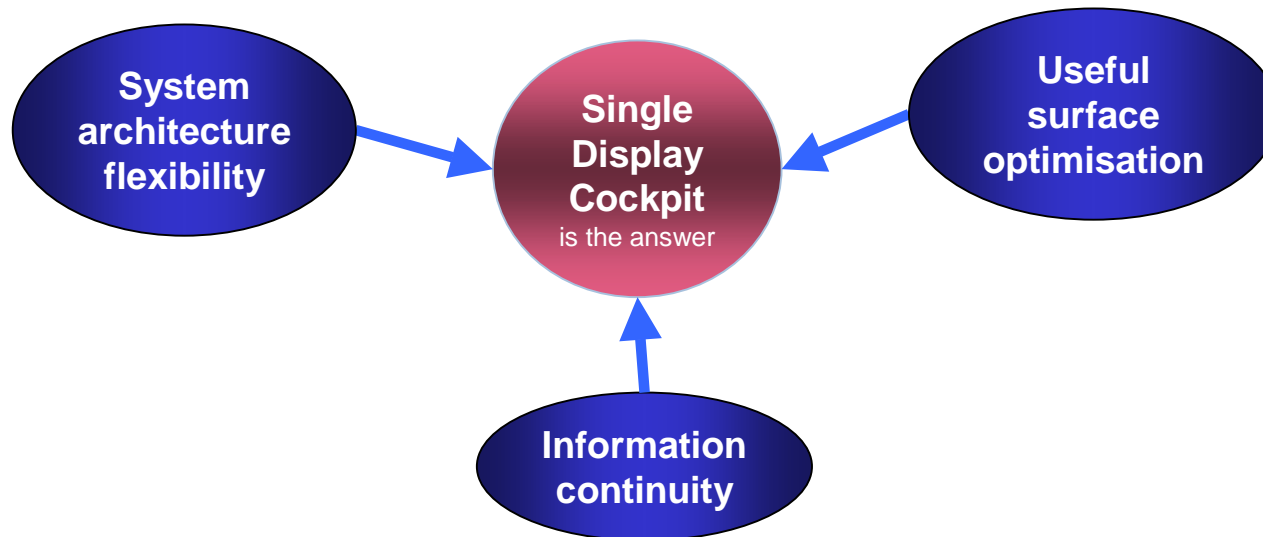 System
architecture
flexibility
Single
Display
Cockpit
is the answer
Useful
surface
optimisation
Information
continuity